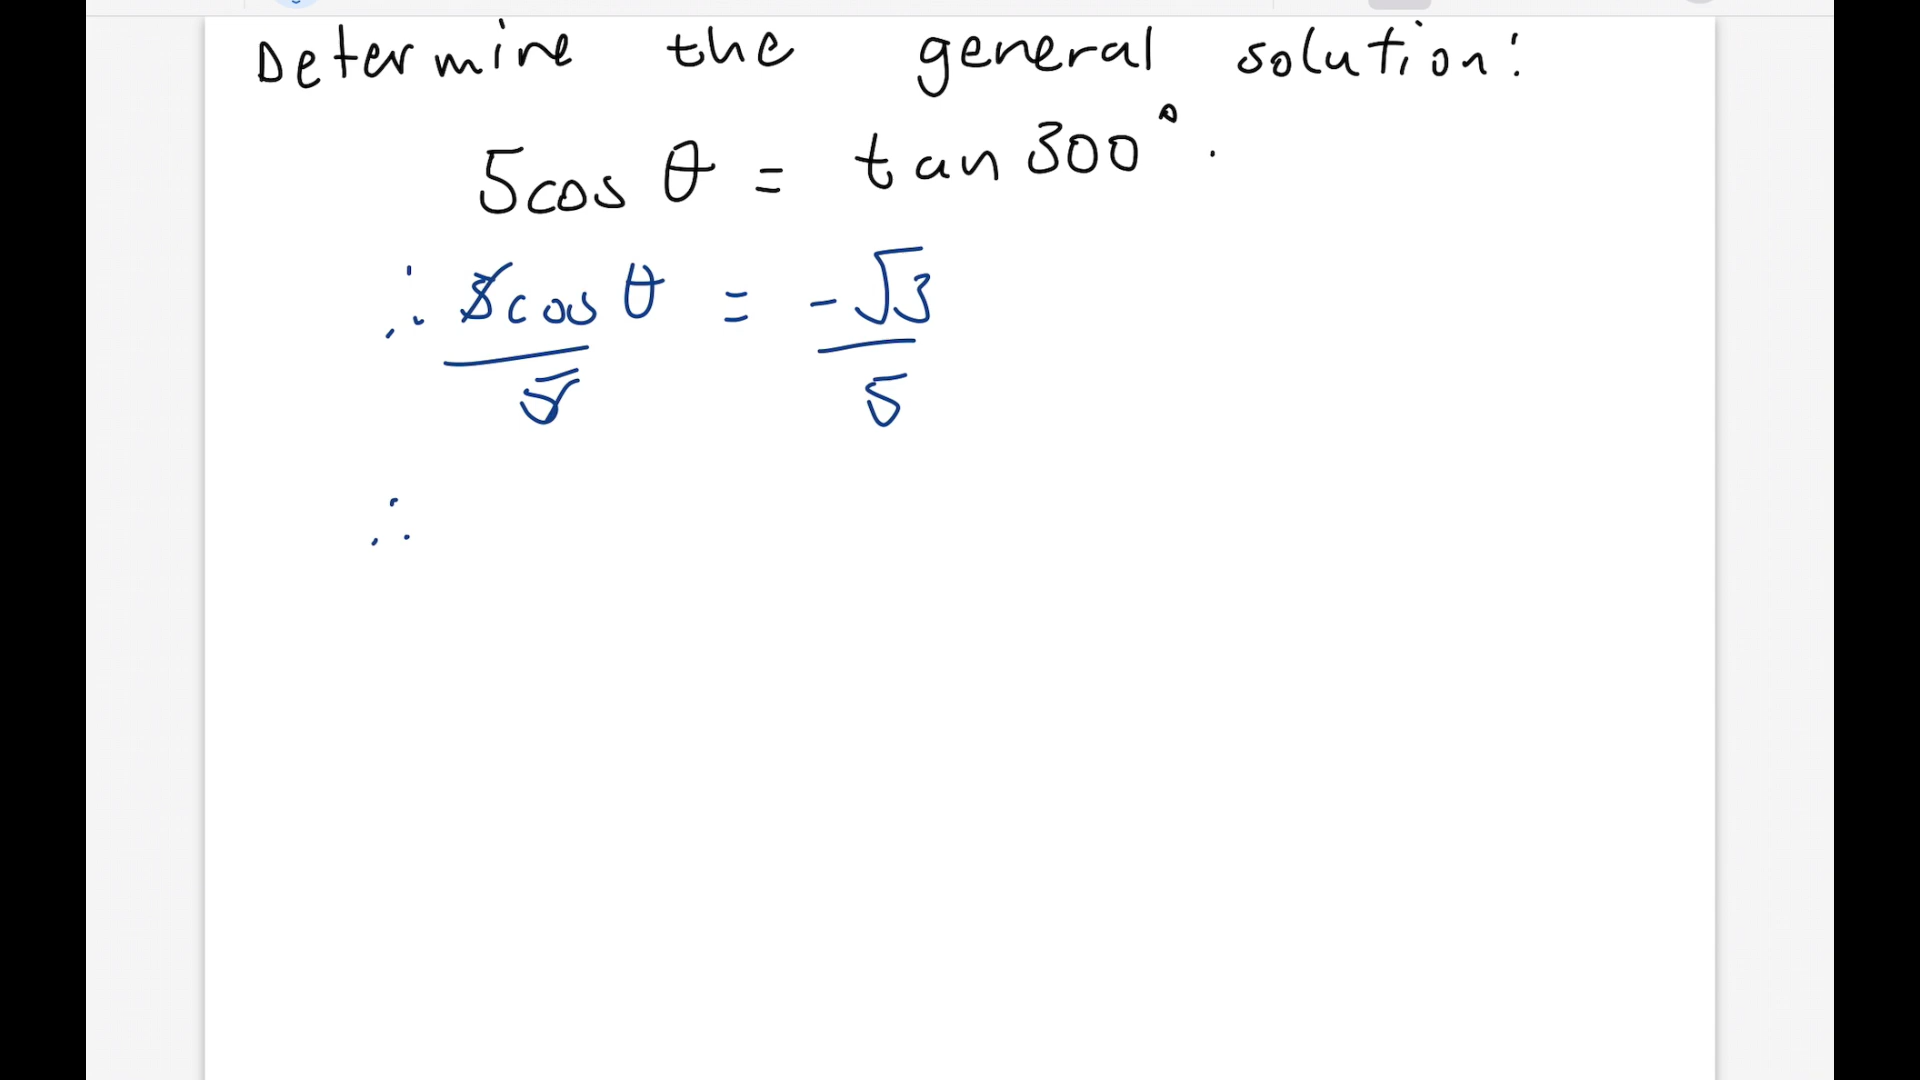 Determine the general solution:
5cos θ = tan 300°.
∴ 5cos θ / 5 = -√3 / 5
∴